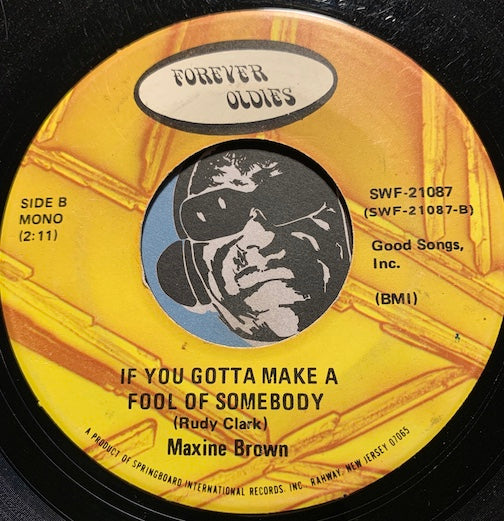 FOREVER
OLDIES
SIDE B
MONO
(2:11)
SWF-21087
(SWF-21087-B)
Good Songs,
Inc.
(BMI)
IF YOU GOTTA MAKE A
FOOL OF SOMEBODY
(Rudy Clark)
Maxine Brown
A PRODUCT OF SPRINGBOARD INTERNATIONAL RECORDS, INC., RAHWAY, NEW JERSEY 07065